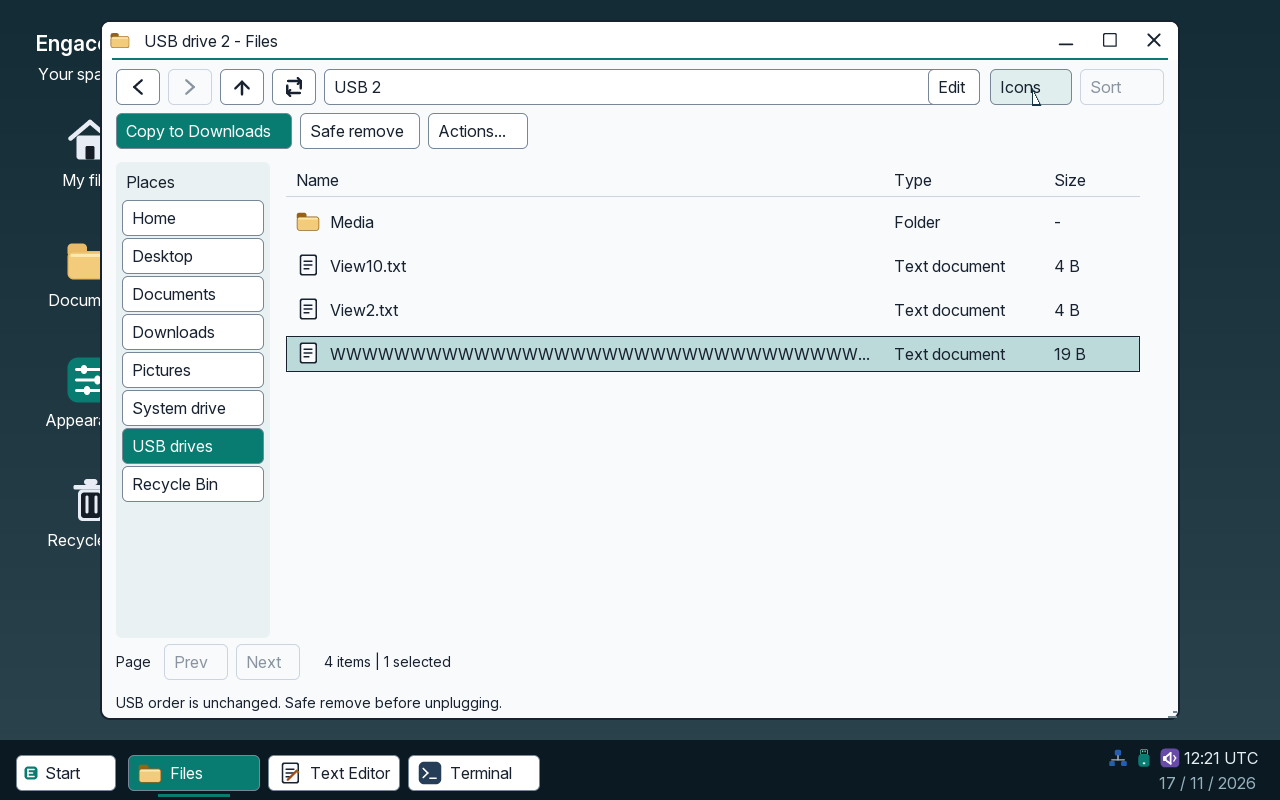 Engac
Your spa
My fil
Docum
Appear
Recycle
USB drive 2 - Files
USB 2
Edit
Icons
Sort
Copy to Downloads
Safe remove
Actions...
Places
Home
Desktop
Documents
Downloads
Pictures
System drive
USB drives
Recycle Bin
Name Type Size
Media Folder -
View10.txt Text document 4 B
View2.txt Text document 4 B
WWWWWWWWWWWWWWWWWWWWWWWWWWWWWWWWW... Text document 19 B
Page Prev Next 4 items | 1 selected
USB order is unchanged. Safe remove before unplugging.
Start
Files
Text Editor
Terminal
12:21 UTC
17 / 11 / 2026